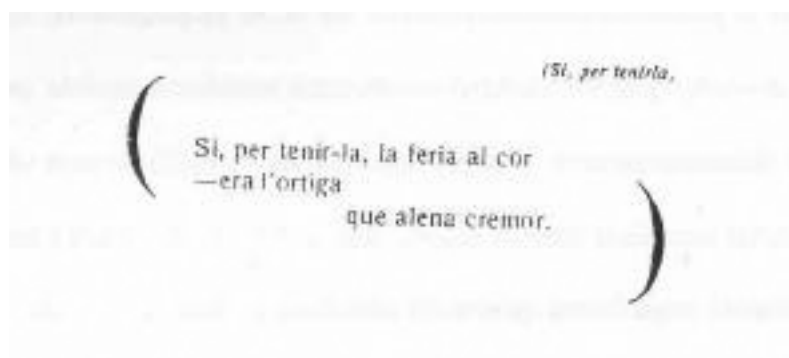 (Si, per tenirla,
Si, per tenir-la, la feria al cor
—era l'ortiga
que alena cremor.